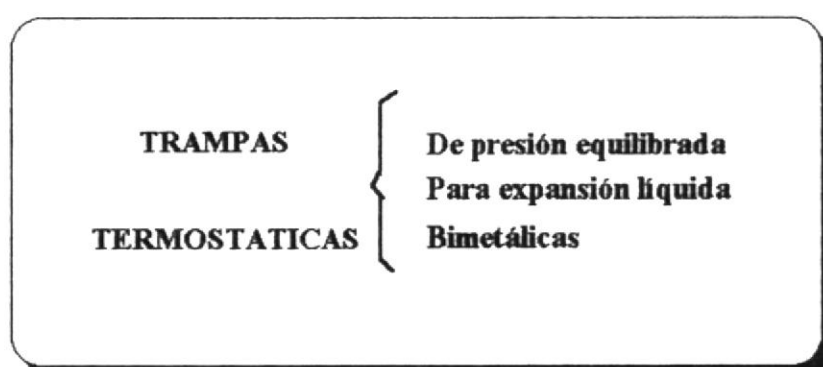 TRAMPAS
TERMOSTATICAS
De presión equilibrada
Para expansión líquida
Bimetálicas